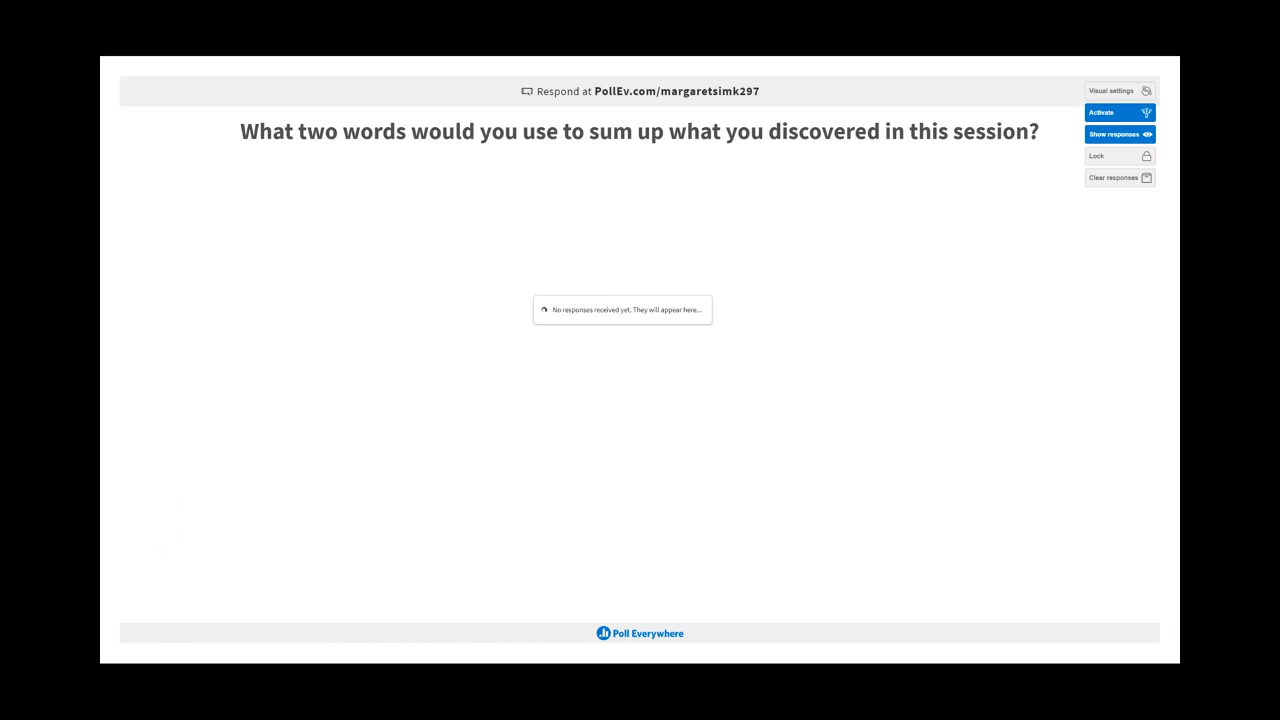 Respond at PollEv.com/margaretsimk297
What two words would you use to sum up what you discovered in this session?
Visual settings
Activate
Show responses
Lock
Clear responses
No responses received yet. They will appear here...
Poll Everywhere